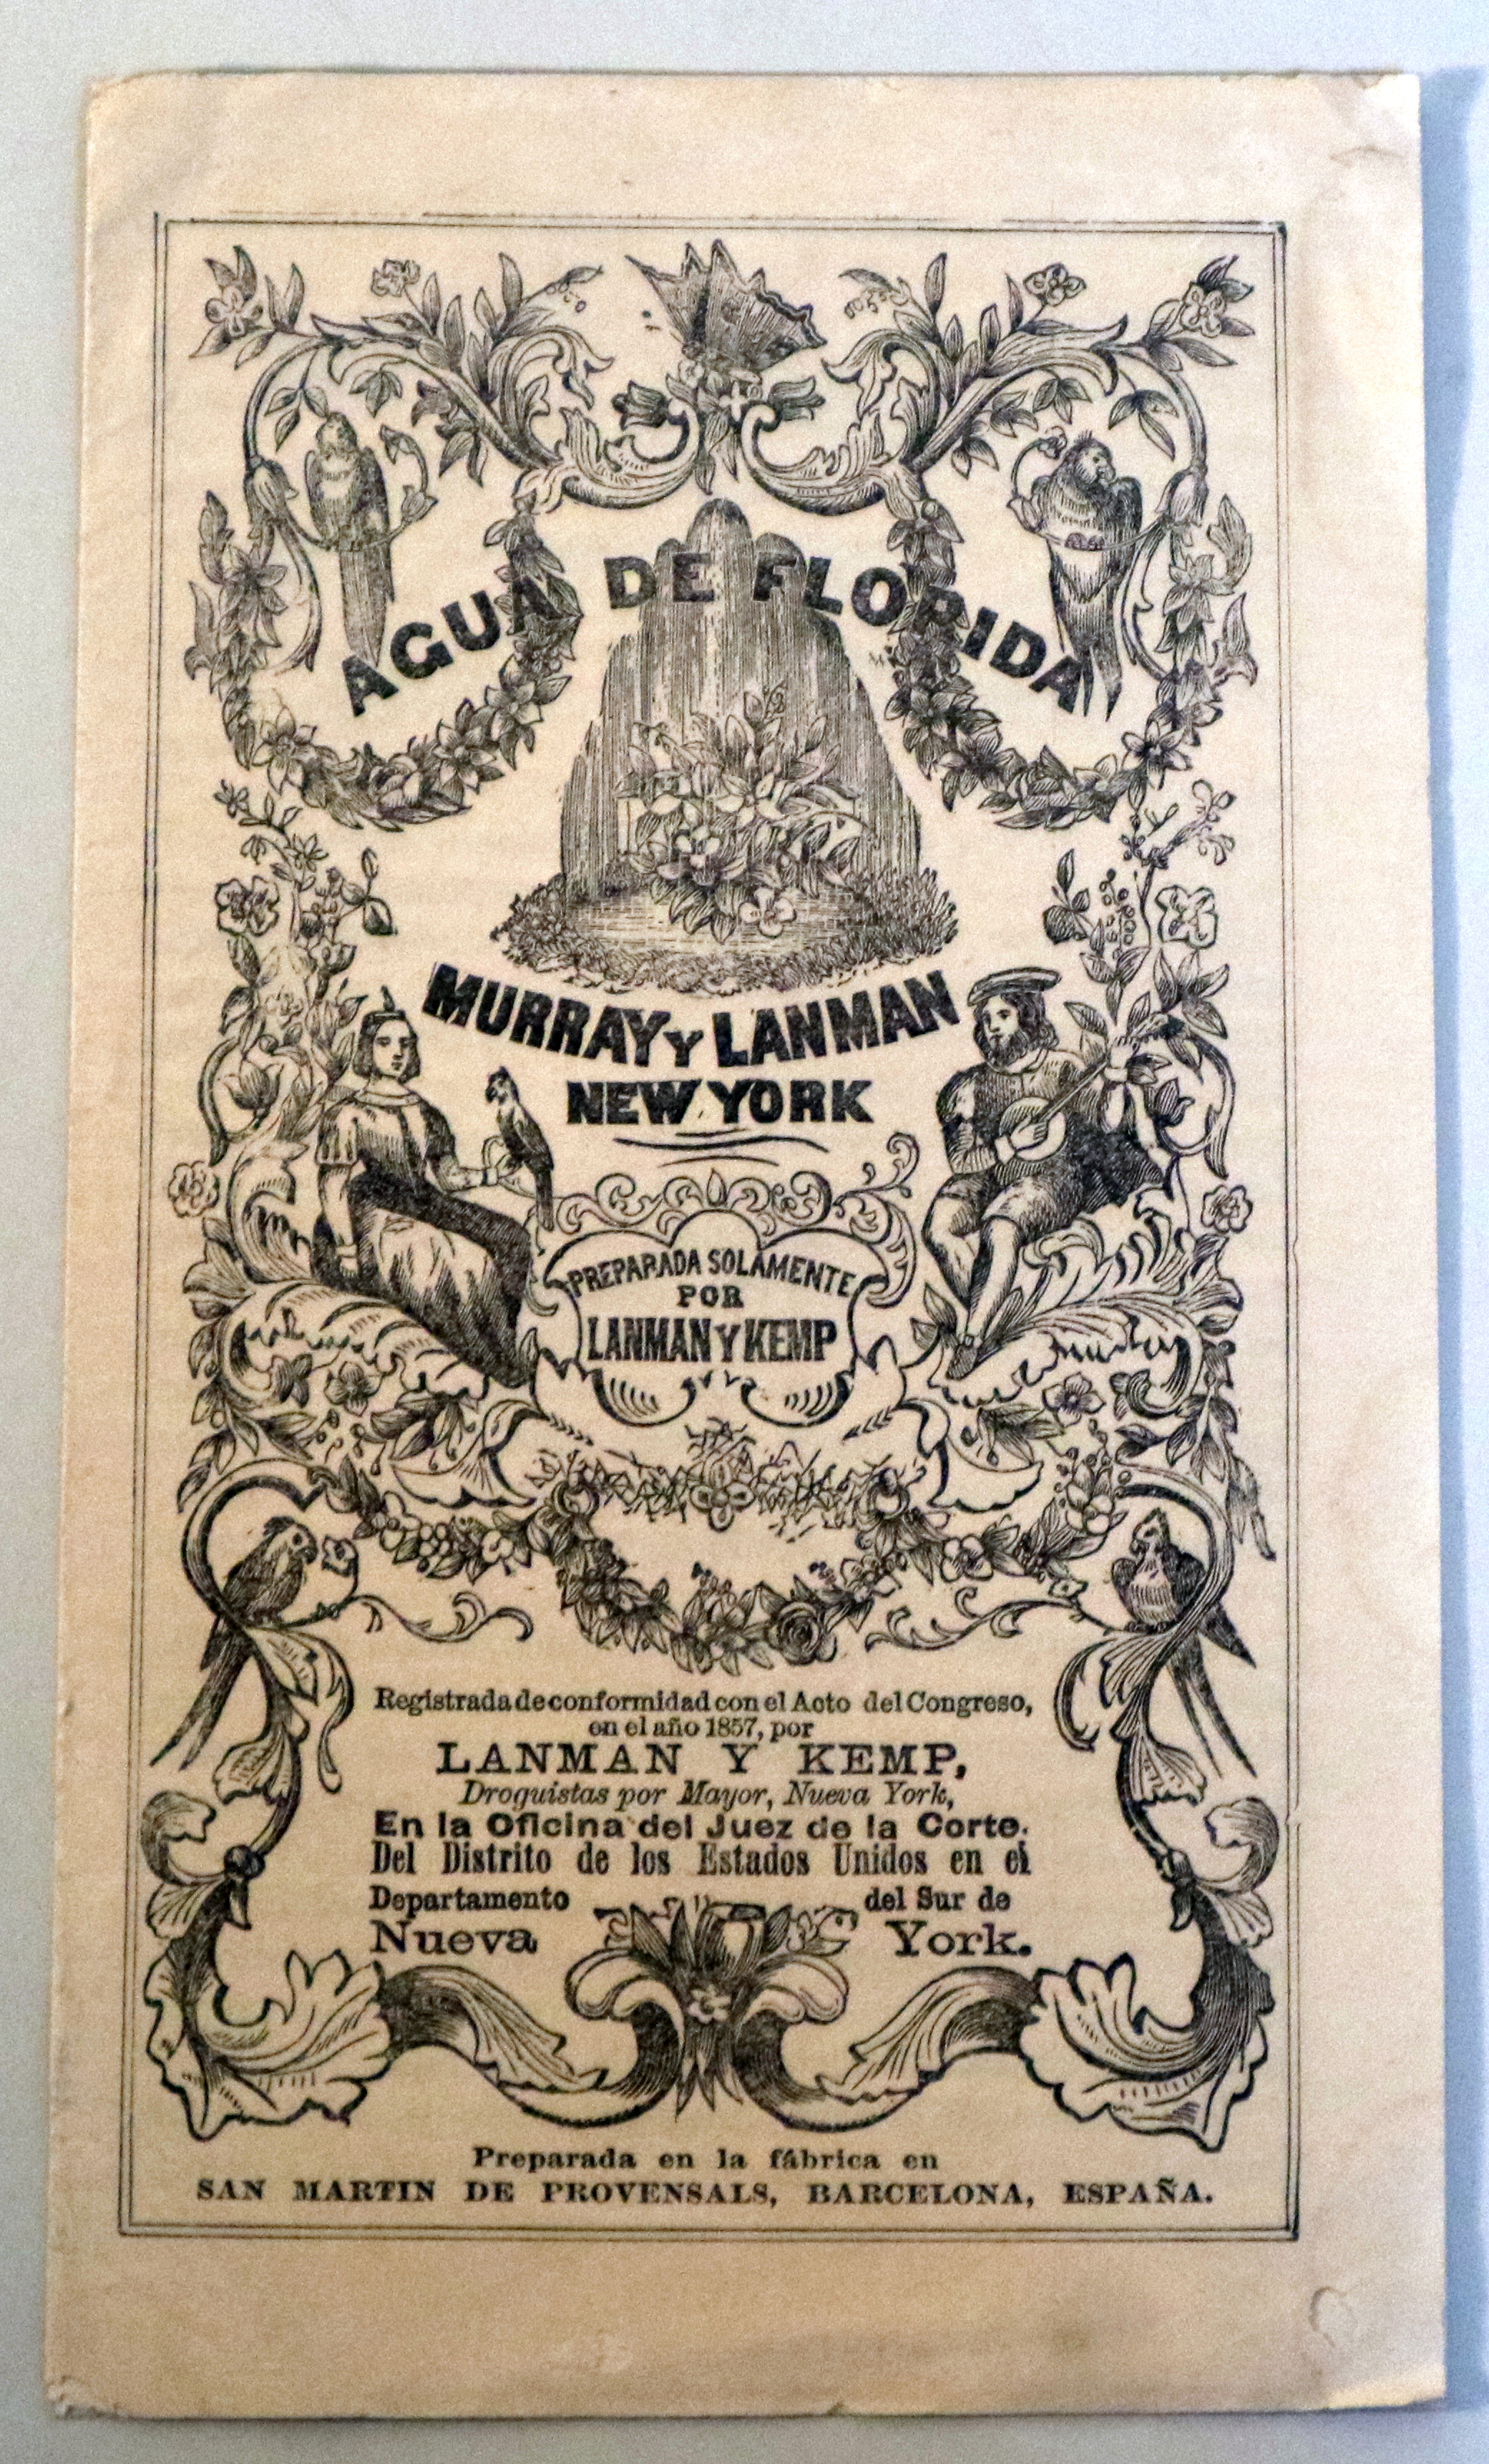 AGUA DE FLORIDA
MURRAY Y LANMAN
NEW YORK
PREPARADA SOLAMENTE
POR
LANMAN Y KEMP
Registrada de conformidad con el Acto del Congreso,
en el año 1857, por
LANMAN Y KEMP,
Droguistas por Mayor, Nueva York,
En la Oficina del Juez de la Corte.
Del Distrito de los Estados Unidos en el
Departamento del Sur de
Nueva York.
Preparada en la fábrica en
SAN MARTIN DE PROVENSALS, BARCELONA, ESPAÑA.